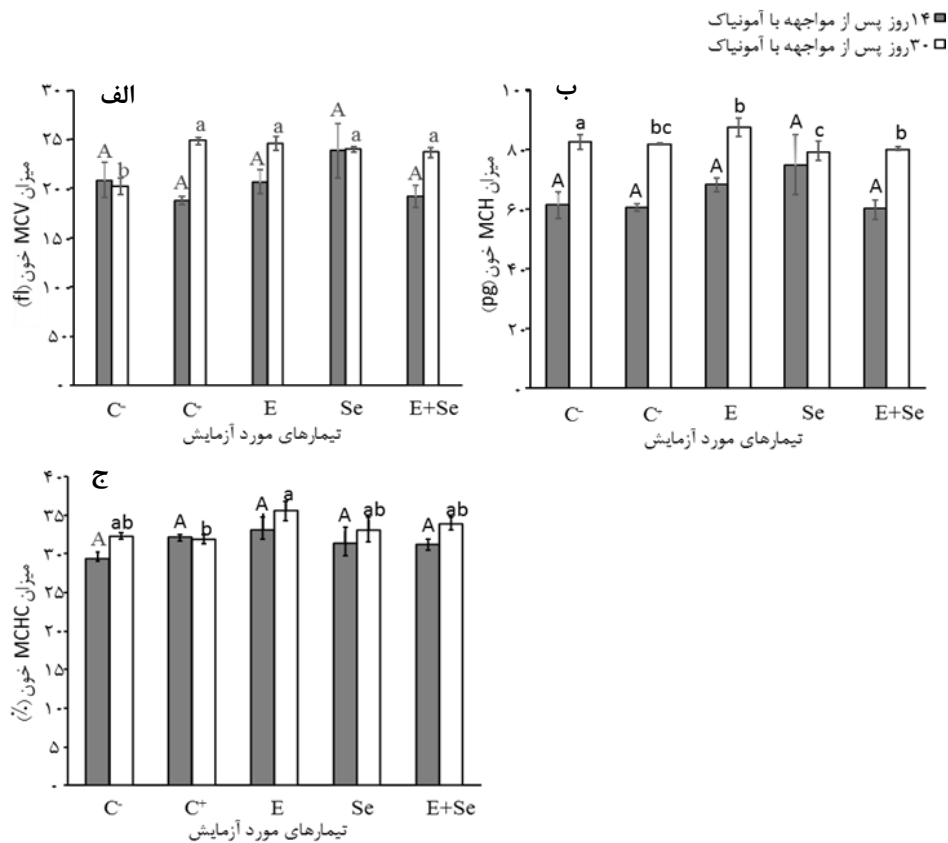 ۱۴روز پس از مواجهه با آمونیاک
۳۰روز پس از مواجهه با آمونیاک
الف
میزان MCV خون (fl)
۳۰
۲۵
۲۰
۱۵
۱۰
۵
۰
A b
A a
A a
A a
A a
C- C+ E Se E+Se
تیمارهای مورد آزمایش
ب
میزان MCH خون (pg)
۱۰
۸
۶
۴
۲
۰
A a
A bc
A b
A c
A b
C- C+ E Se E+Se
تیمارهای مورد آزمایش
ج
میزان MCHC خون (٪)
۴۰
۳۵
۳۰
۲۵
۲۰
۱۵
۱۰
۵
۰
A ab
A b
A a
A ab
A ab
C- C+ E Se E+Se
تیمارهای مورد آزمایش